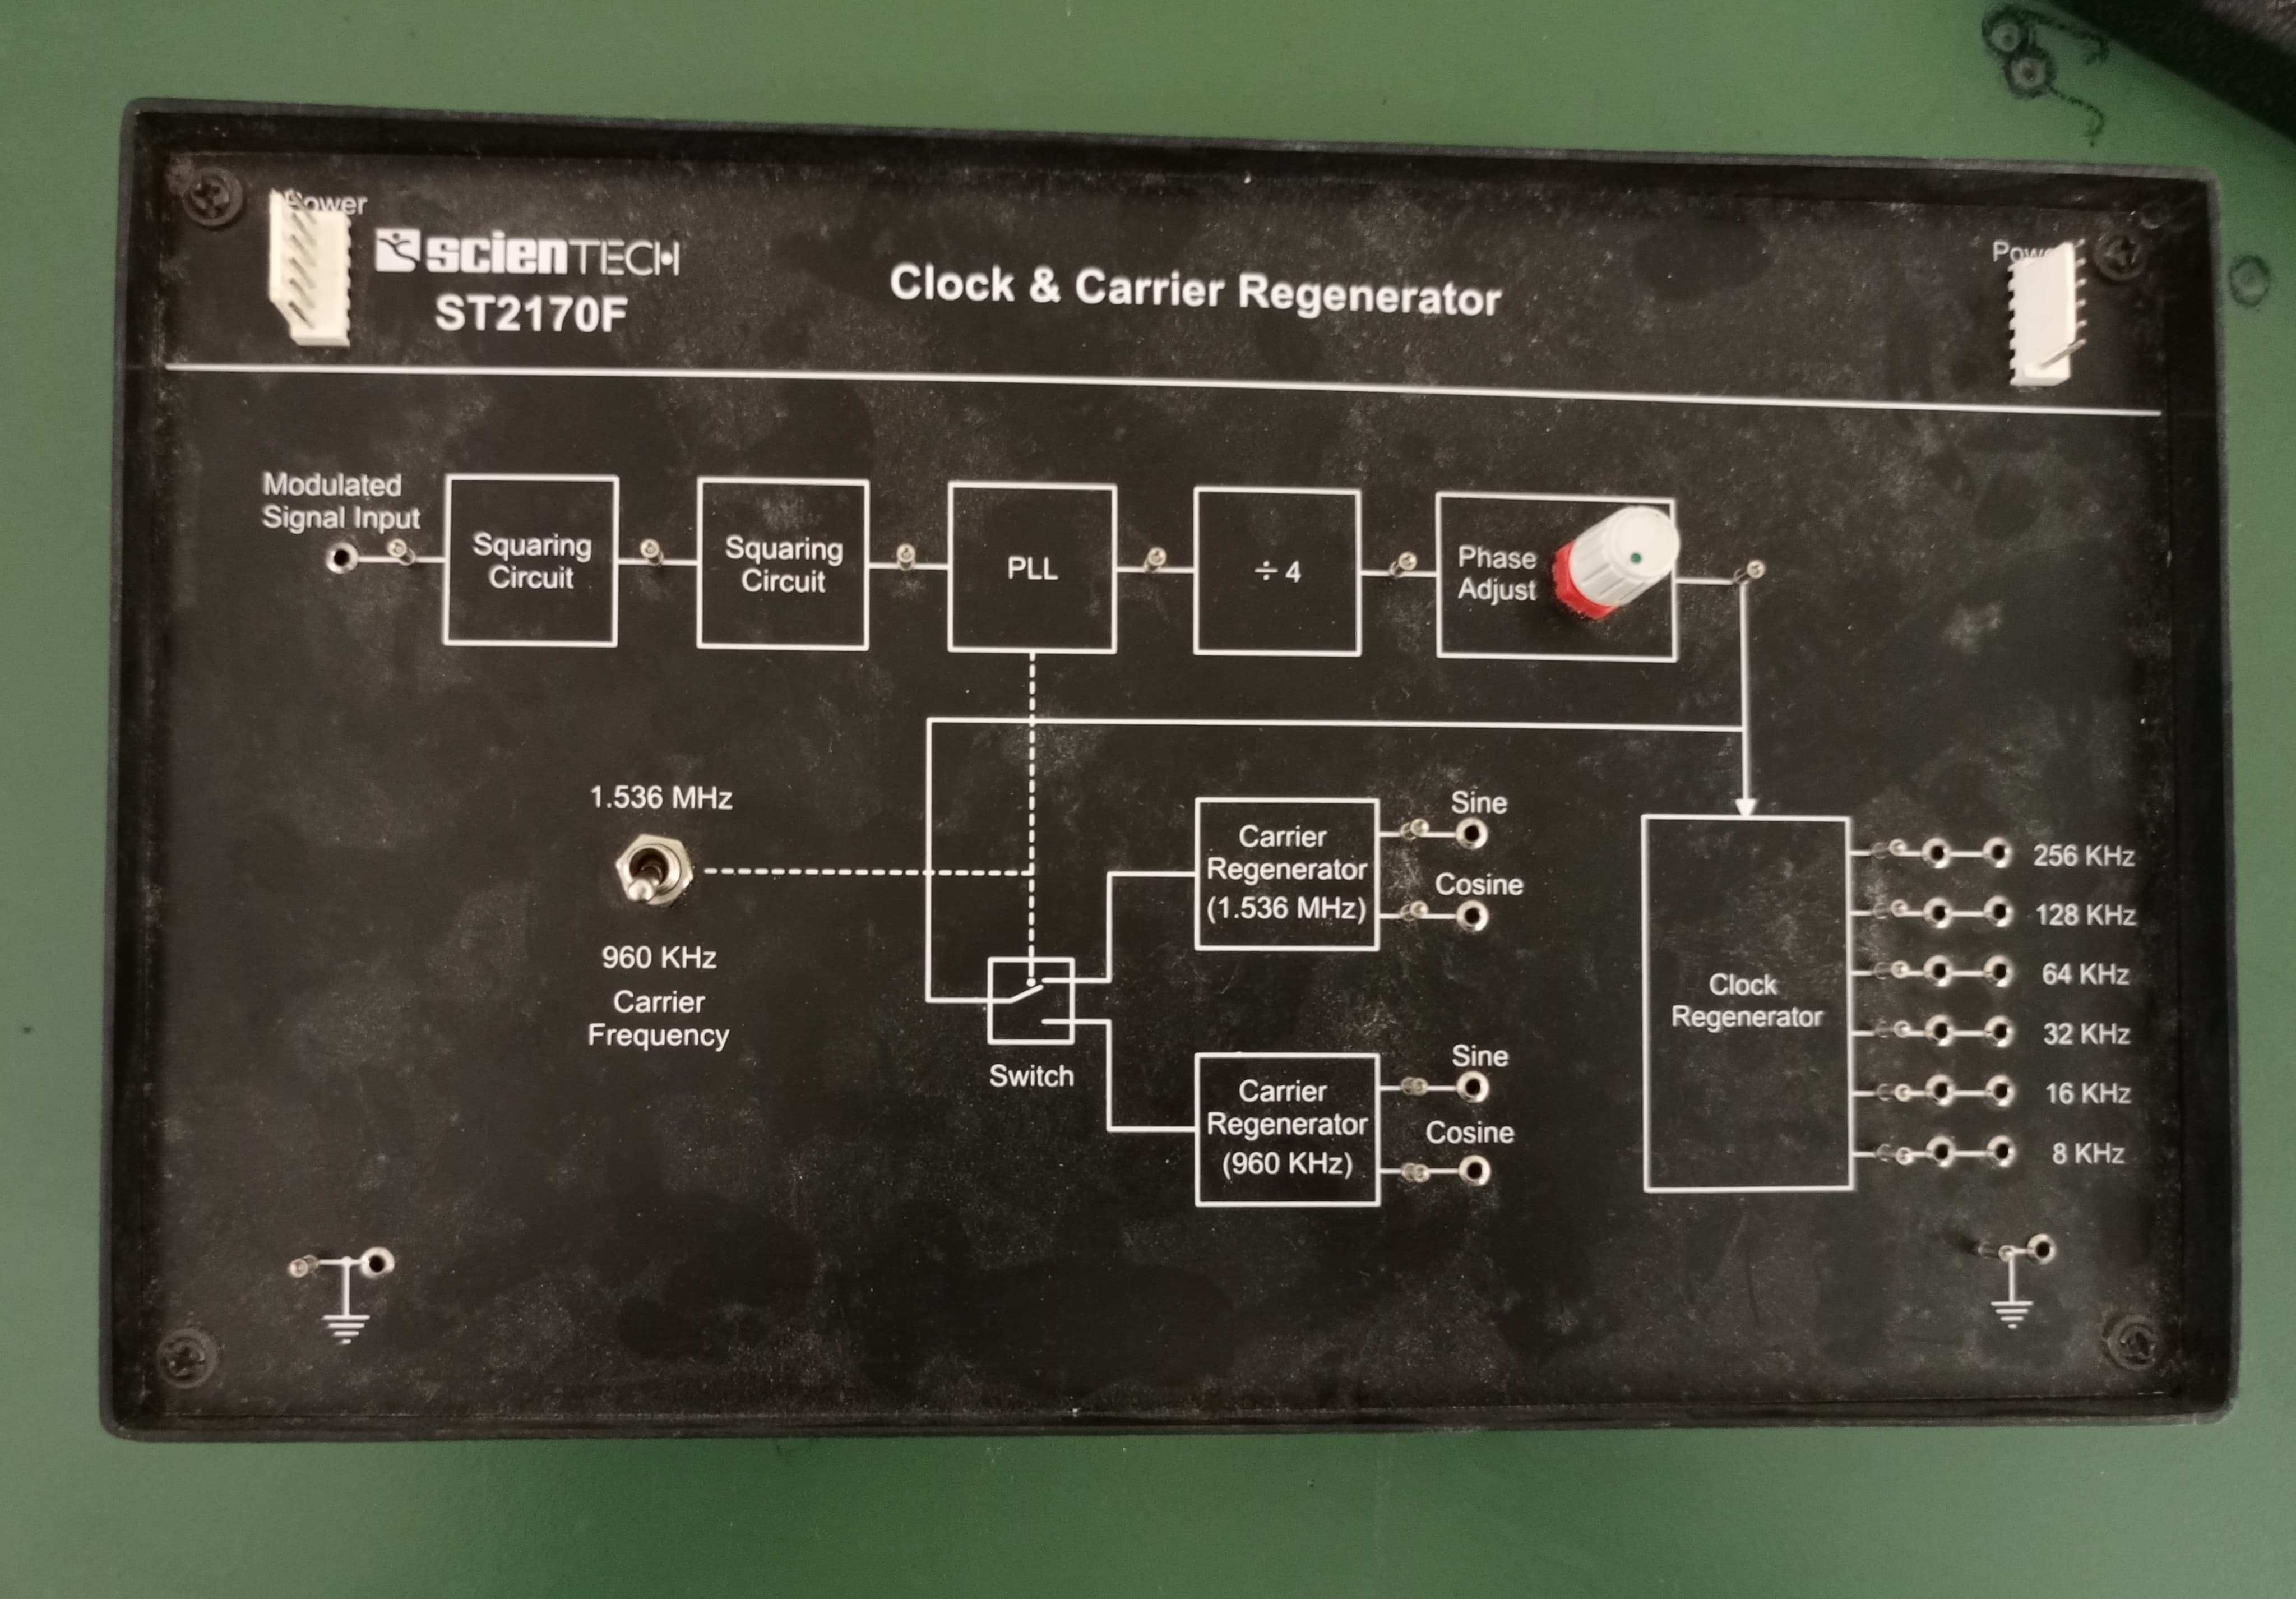 Power
scienTECH
ST2170F
Clock & Carrier Regenerator
Power
Modulated
Signal Input
Squaring
Circuit
Squaring
Circuit
PLL
÷ 4
Phase
Adjust
1.536 MHz
960 KHz
Carrier
Frequency
Switch
Carrier
Regenerator
(1.536 MHz)
Sine
Cosine
Carrier
Regenerator
(960 KHz)
Sine
Cosine
Clock
Regenerator
256 KHz
128 KHz
64 KHz
32 KHz
16 KHz
8 KHz